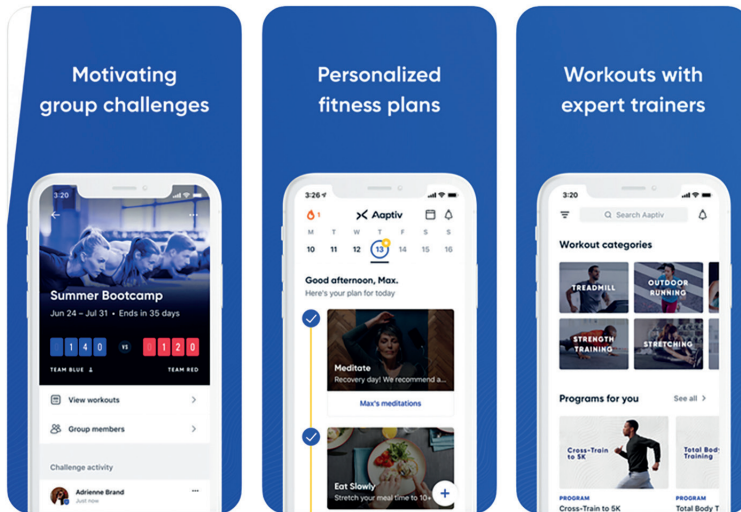 Motivating
group challenges
3:20
Summer Bootcamp
Jun 24 – Jul 31 • Ends in 35 days
0 1 4 0 VS 0 1 2 0
TEAM BLUE TEAM RED
View workouts
Group members
Challenge activity
Adrienne Brand
Just now
Personalized
fitness plans
3:26
1 Aaptiv
M T W T F S S
10 11 12 13 14 15 16
Good afternoon, Max.
Here's your plan for today
Meditate
Recovery day! We recommend a...
Max's meditations
Eat Slowly
Stretch your meal time to 10+
Workouts with
expert trainers
3:20
Search Aaptiv
Workout categories
TREADMILL
OUTDOOR
RUNNING
STRENGTH
TRAINING
STRETCHING
Programs for you See all >
Cross-Train
to 5K
Total Body
Training
PROGRAM
Cross-Train to 5K
PROGRAM
Total Body T